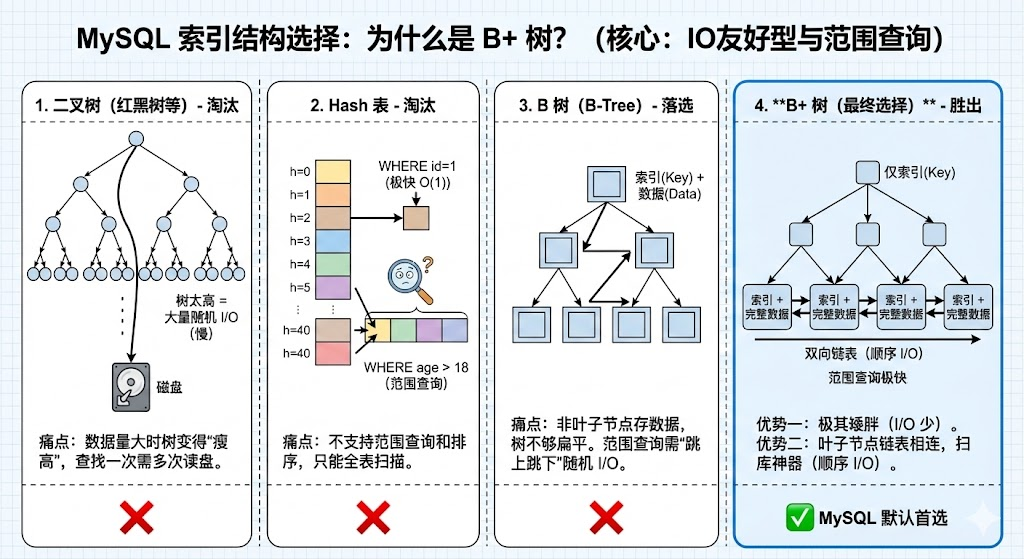 MySQL 索引结构选择：为什么是 B+ 树？（核心：IO友好型与范围查询）
1. 二叉树（红黑树等）- 淘汰
树太高 =
大量随机 I/O
（慢）
磁盘
痛点：数据量大时树变得“瘦
高”，查找一次需多次读盘。
2. Hash 表 - 淘汰
h=0
h=1
h=2
h=3
h=4
h=5
h=40
h=40
WHERE id=1
（极快 O(1)）
?
WHERE age > 18
（范围查询）
痛点：不支持范围查询和排
序，只能全表扫描。
3. B 树（B-Tree）- 落选
索引(Key) +
数据(Data)
痛点：非叶子节点存数据，
树不够扁平。范围查询需“跳
上跳下”随机 I/O。
4. **B+ 树（最终选择）** - 胜出
仅索引(Key)
索引 +
完整数据
索引 +
完整数据
索引 +
完整数据
索引 +
完整数据
双向链表（顺序 I/O）
范围查询极快
优势一：极其矮胖（I/O 少）。
优势二：叶子节点链表相连，扫
库神器（顺序 I/O）。
MySQL 默认首选